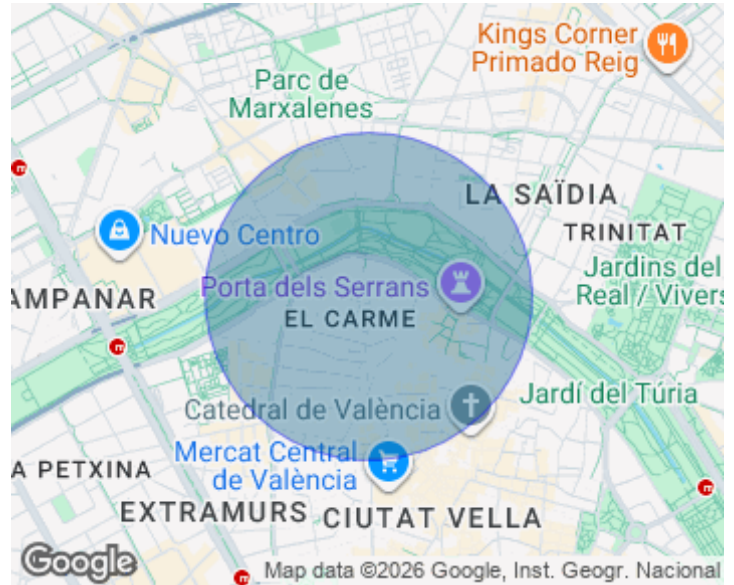 Kings Corner
Primado Reig
Parc de
Marxalenes
LA SAÏDIA
TRINITAT
Nuevo Centro
Jardins del
Real / Vivers
Porta dels Serrans
AMPANAR
EL CARME
Jardí del Túria
Catedral de València
Mercat Central
de València
A PETXINA
EXTRAMURS
CIUTAT VELLA
Google
Map data ©2026 Google, Inst. Geogr. Nacional